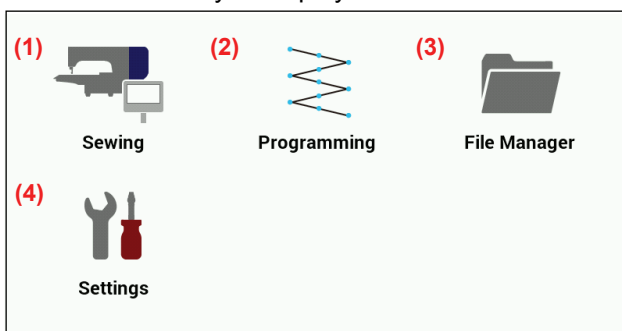 (1)
(2)
(3)
Sewing
Programming
File Manager
(4)
Settings